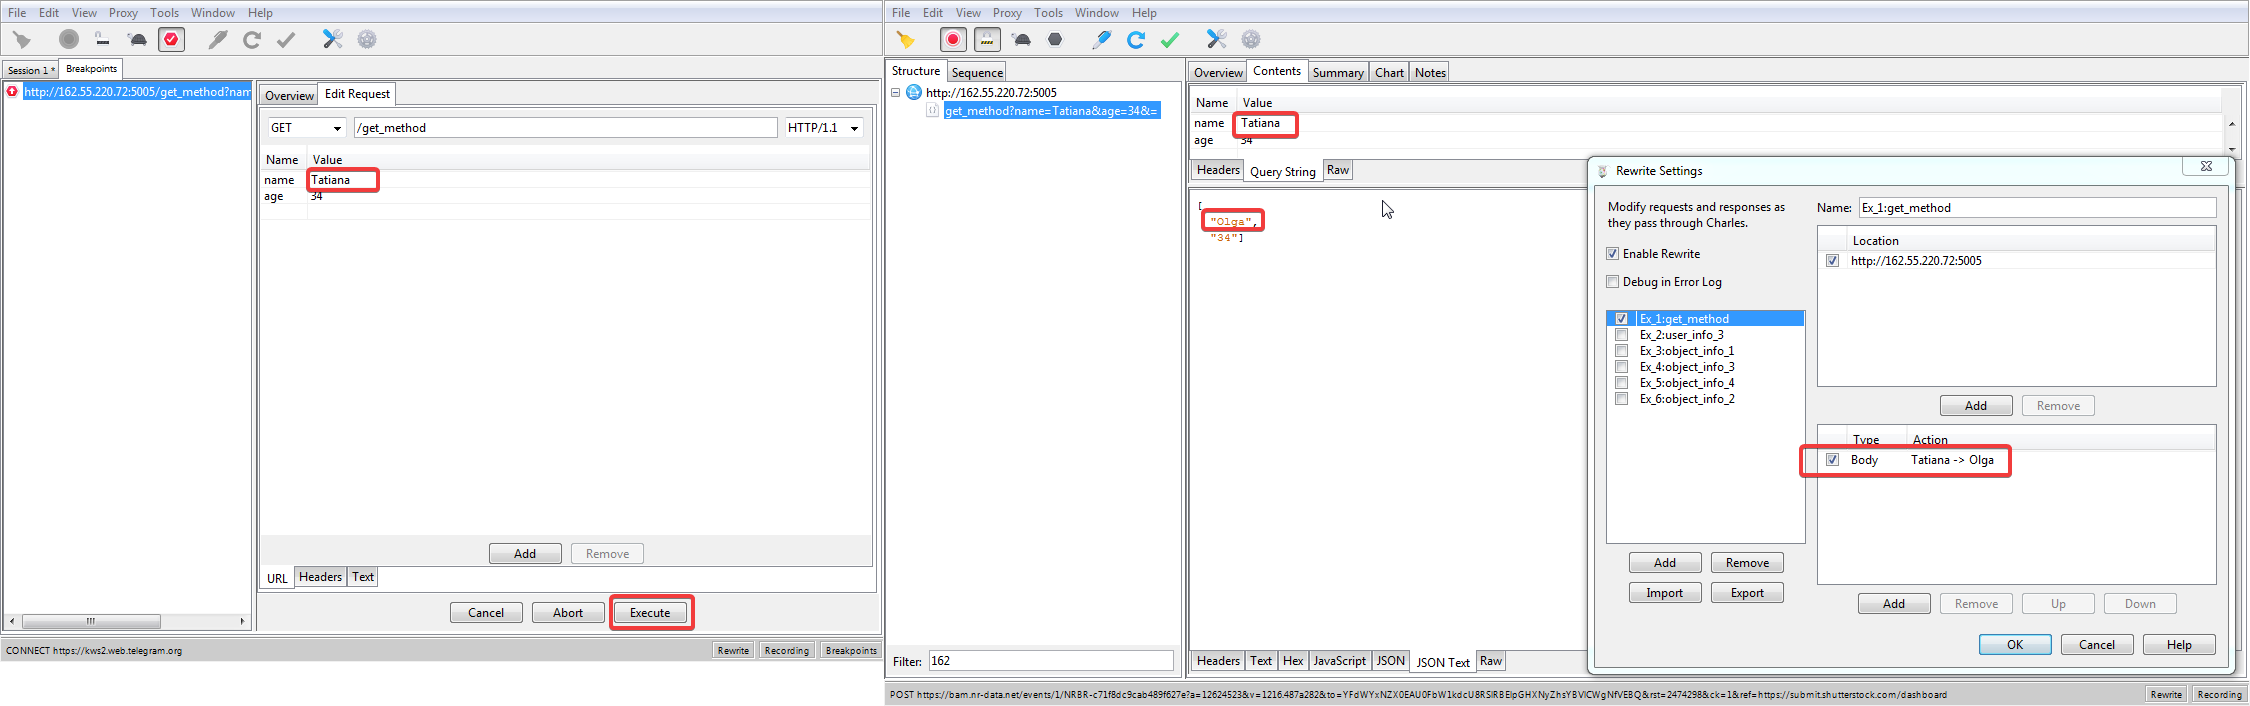 File Edit View Proxy Tools Window Help
Session 1 * Breakpoints
http://162.55.220.72:5005/get_method?nam
Overview Edit Request
GET /get_method HTTP/1.1
Name Value
name Tatiana
age 34
Add Remove
URL Headers Text
Cancel Abort Execute
CONNECT https://kws2.web.telegram.org Rewrite Recording Breakpoints
File Edit View Proxy Tools Window Help
Structure Sequence
http://162.55.220.72:5005
get_method?name=Tatiana&age=34&=
Filter: 162
Overview Contents Summary Chart Notes
Name Value
name Tatiana
age 34
Headers Query String Raw
[
"Olga",
"34"]
Headers Text Hex JavaScript JSON JSON Text Raw
Rewrite Settings
Modify requests and responses as
they pass through Charles.
Enable Rewrite
Debug in Error Log
Ex_1:get_method
Ex_2:user_info_3
Ex_3:object_info_1
Ex_4:object_info_3
Ex_5:object_info_4
Ex_6:object_info_2
Add Remove
Import Export
Name: Ex_1:get_method
Location
http://162.55.220.72:5005
Add Remove
Type Action
Body Tatiana -> Olga
Add Remove Up Down
OK Cancel Help
POST https://bam.nr-data.net/events/1/NRBR-c71f8dc9cab489f627e?a=12624523&v=1216.487a282&to=YFdWYxNZX0EAU0FbW1kdcU8RSlRBElpGHXNyZhsYBVlCWgNfVEBQ&rst=2474298&ck=1&ref=https://submit.shutterstock.com/dashboard Rewrite Recording